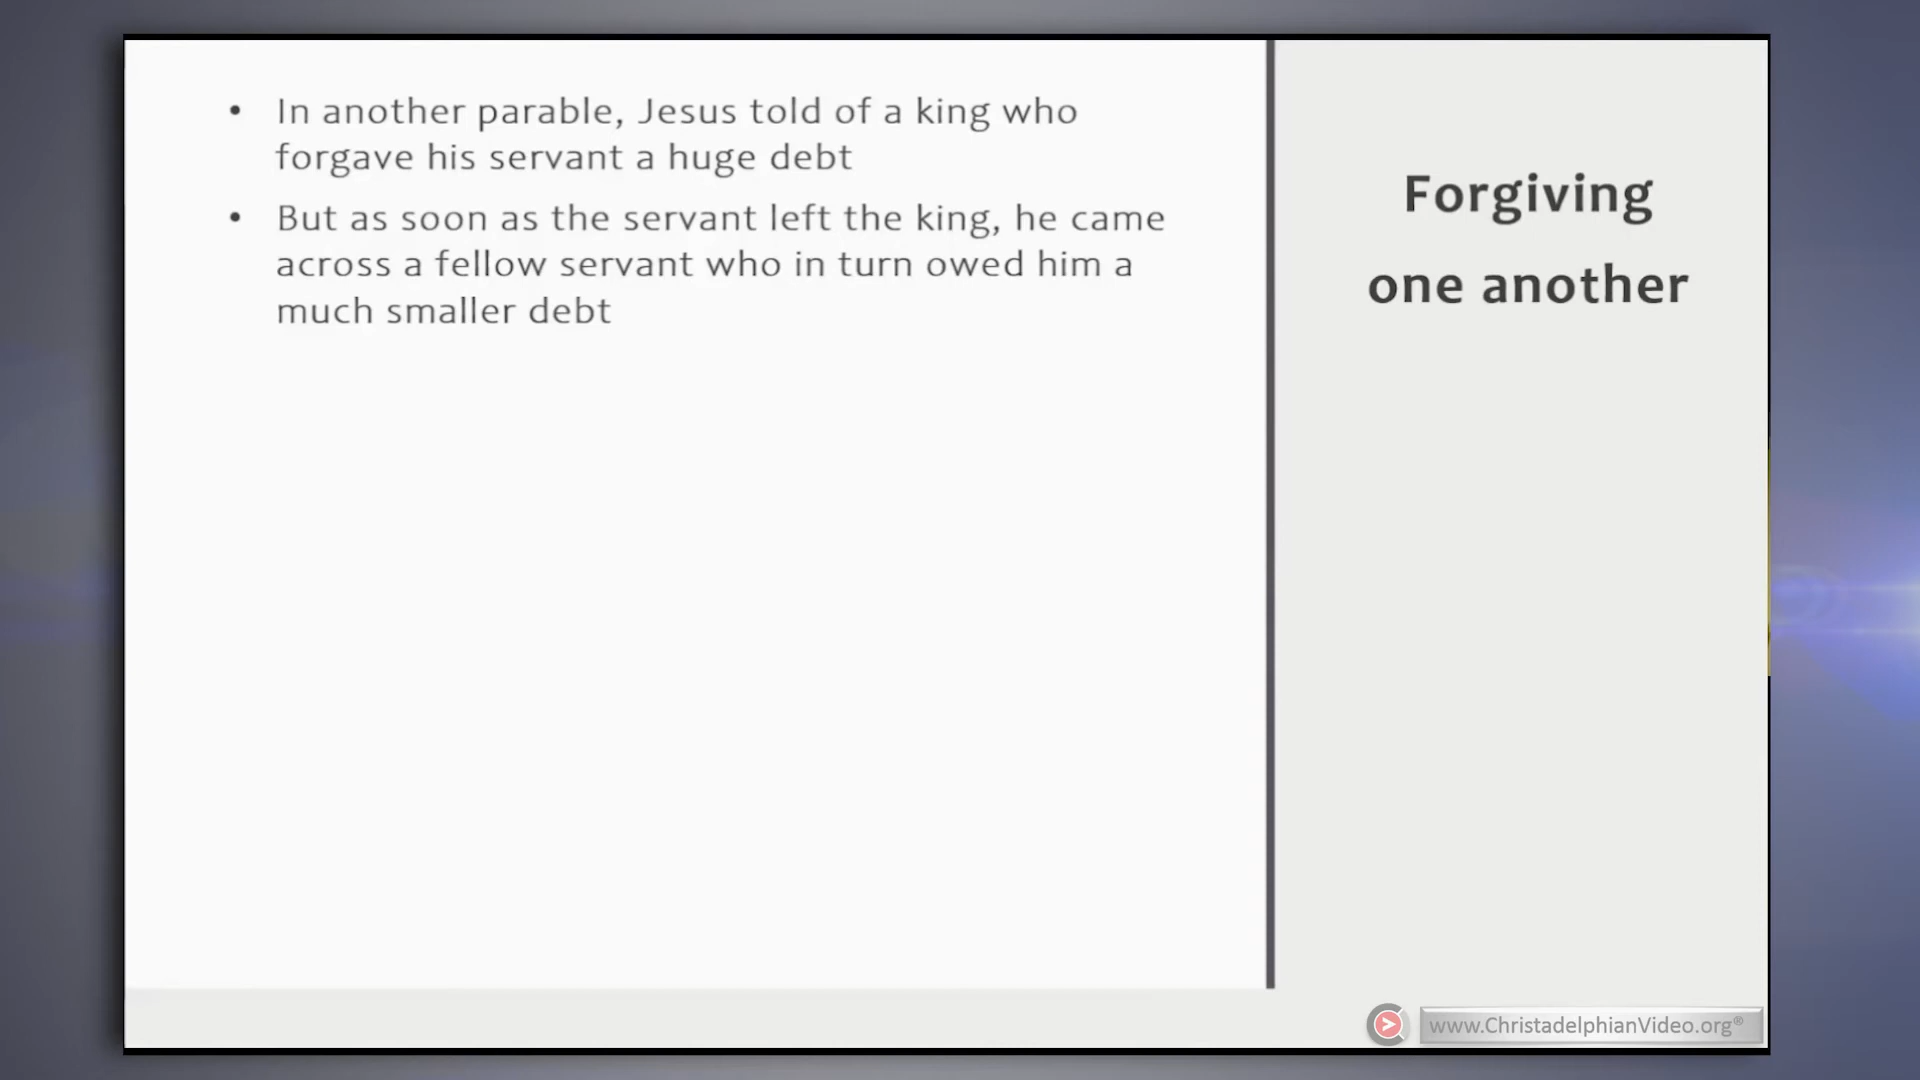 • In another parable, Jesus told of a king who
forgave his servant a huge debt
• But as soon as the servant left the king, he came
across a fellow servant who in turn owed him a
much smaller debt
Forgiving
one another
www.ChristadelphianVideo.org®